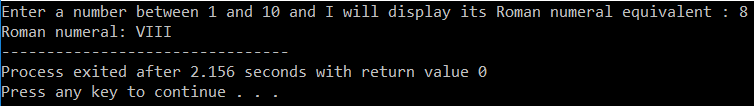 Enter a number between 1 and 10 and I will display its Roman numeral equivalent : 8
Roman numeral: VIII
--------------------------------
Process exited after 2.156 seconds with return value 0
Press any key to continue . . .